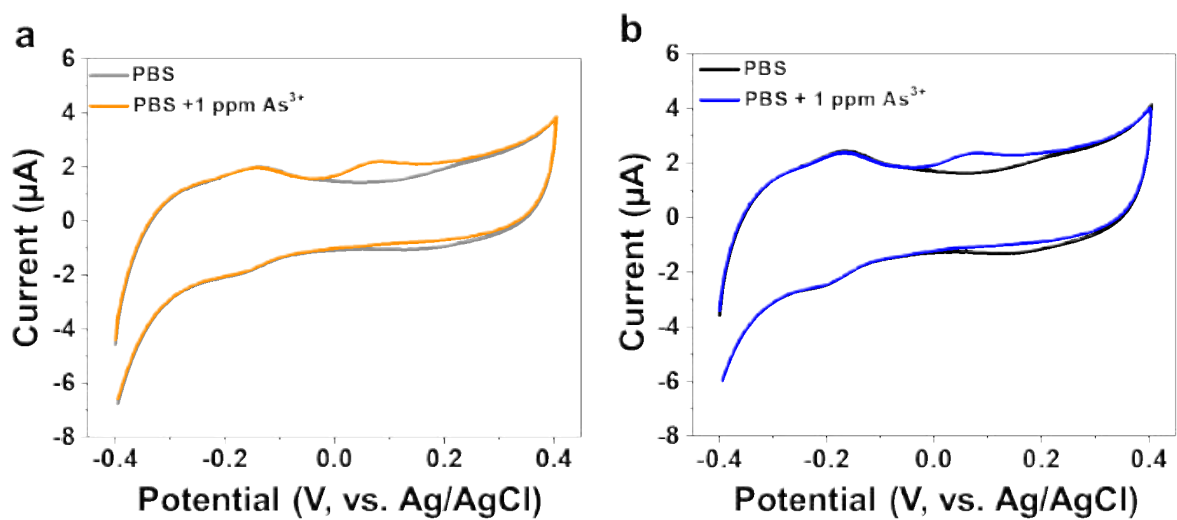 a
PBS
PBS +1 ppm As³⁺
6
4
2
0
-2
-4
-6
-8
Current (µA)
-0.4 -0.2 0.0 0.2 0.4
Potential (V, vs. Ag/AgCl)
b
PBS
PBS + 1 ppm As³⁺
6
4
2
0
-2
-4
-6
-8
Current (µA)
-0.4 -0.2 0.0 0.2 0.4
Potential (V, vs. Ag/AgCl)